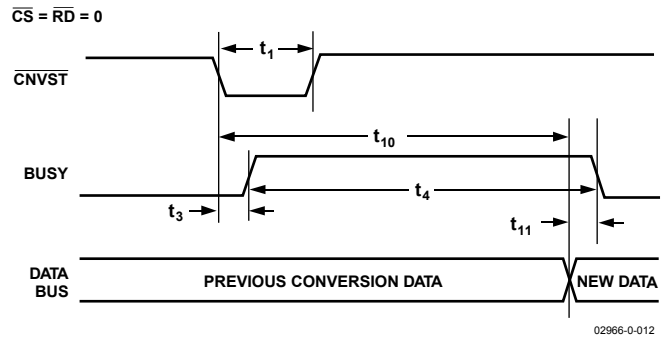 CS = RD = 0
t1
CNVST
t10
BUSY
t4
t3
t11
DATA
BUS
PREVIOUS CONVERSION DATA
NEW DATA
02966-0-012